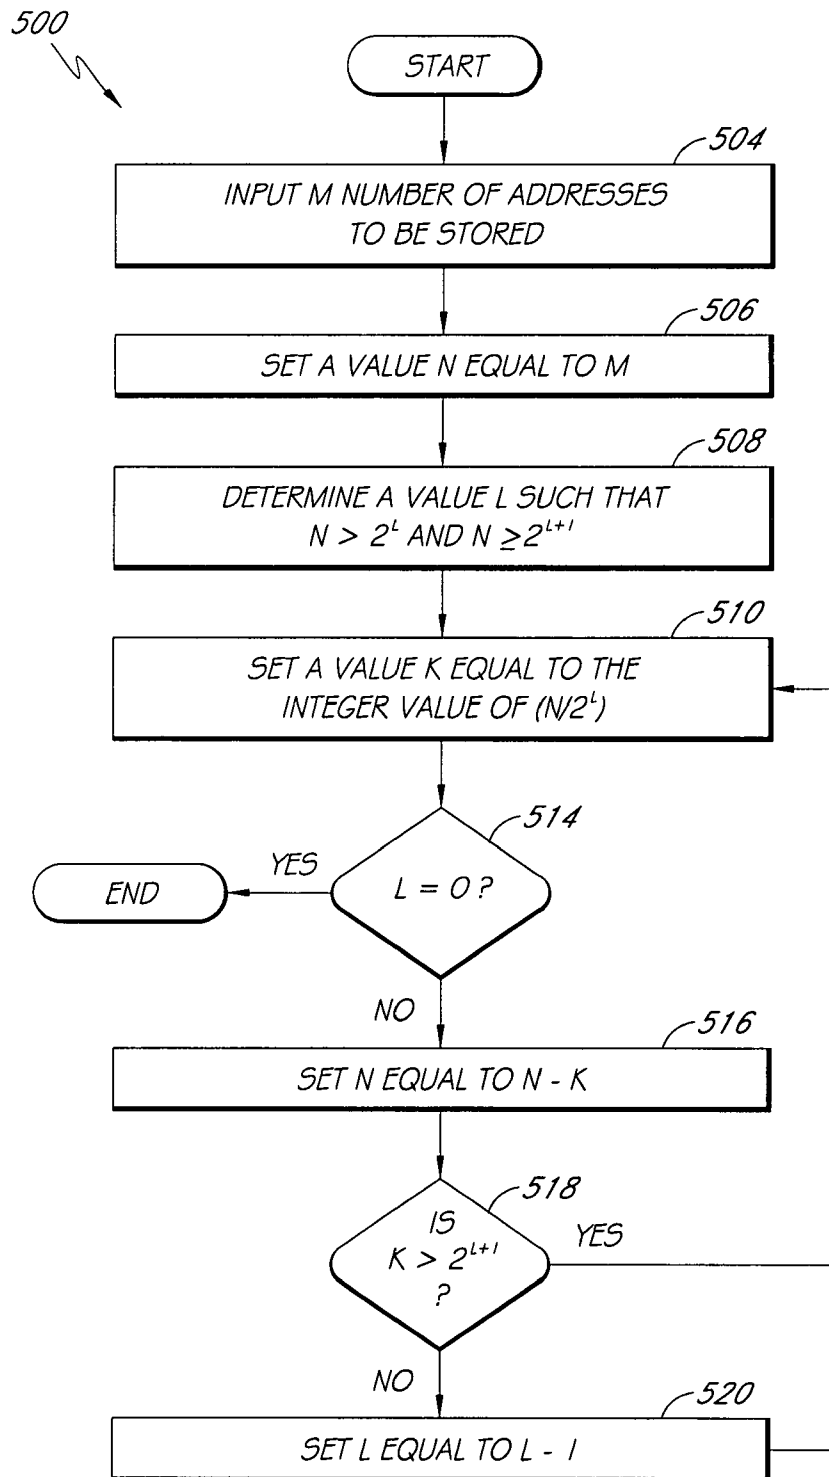 500
START
504
INPUT M NUMBER OF ADDRESSES
TO BE STORED
506
SET A VALUE N EQUAL TO M
508
DETERMINE A VALUE L SUCH THAT
N > 2^L AND N ≥ 2^{L+1}
510
SET A VALUE K EQUAL TO THE
INTEGER VALUE OF (N/2^L)
514
L = 0 ?
YES
END
NO
516
SET N EQUAL TO N - K
518
IS
K > 2^{L+1}
?
YES
NO
520
SET L EQUAL TO L - 1